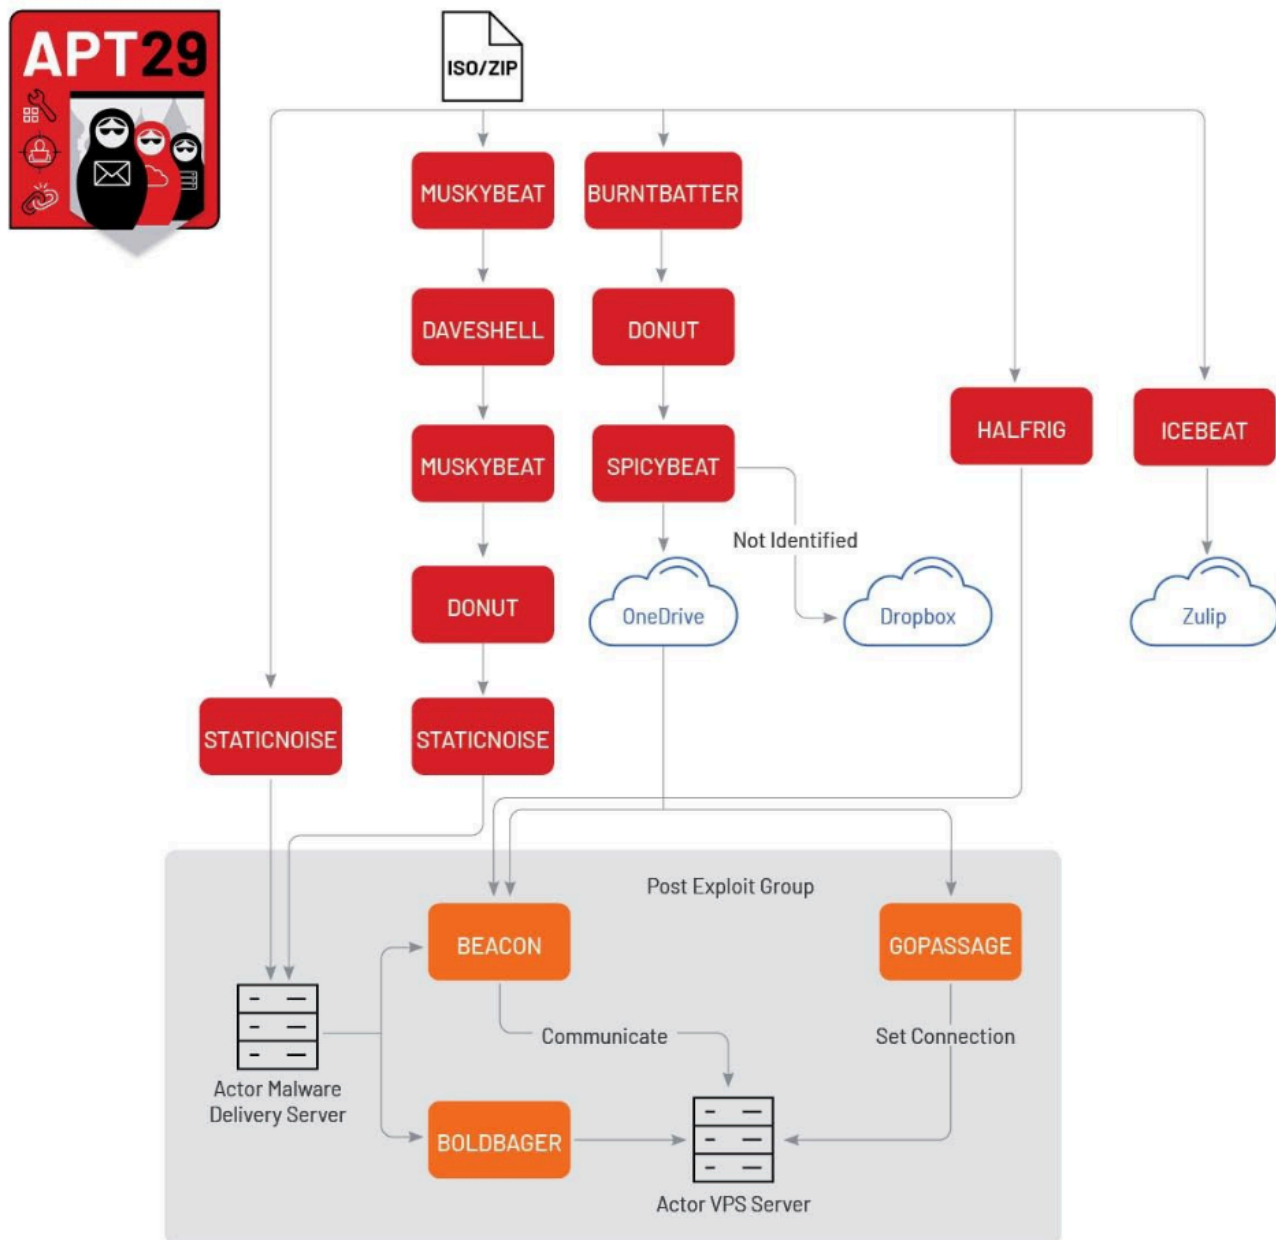 APT29
ISO/ZIP
MUSKYBEAT
BURNTBATTER
DAVESHELL
DONUT
HALFRIG
ICEBEAT
MUSKYBEAT
SPICYBEAT
Not Identified
DONUT
OneDrive
Dropbox
Zulip
STATICNOISE
STATICNOISE
Post Exploit Group
BEACON
GOPASSAGE
Communicate
Set Connection
Actor Malware
Delivery Server
BOLDBAGER
Actor VPS Server